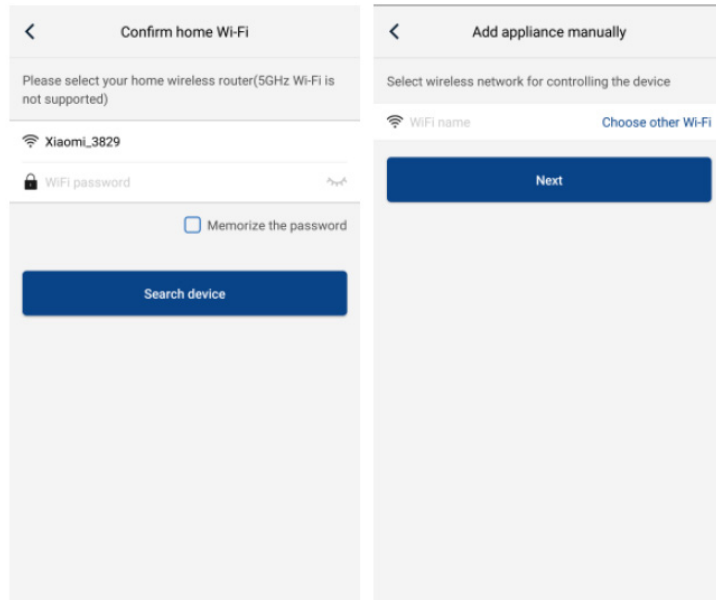 Confirm home Wi-Fi
Please select your home wireless router(5GHz Wi-Fi is
not supported)
Xiaomi_3829
WiFi password
Memorize the password
Search device
Add appliance manually
Select wireless network for controlling the device
WiFi name
Choose other Wi-Fi
Next